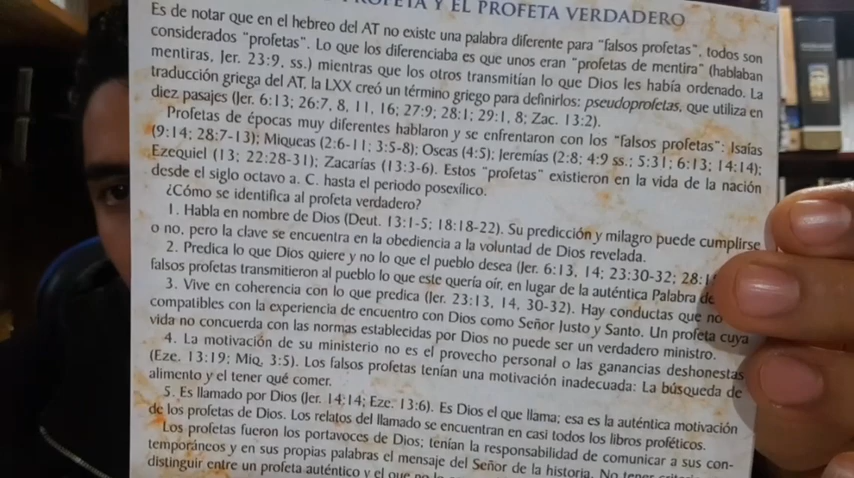 PROFETA Y EL PROFETA VERDADERO
Es de notar que en el hebreo del AT no existe una palabra diferente para "falsos profetas", todos son
considerados "profetas". Lo que los diferenciaba es que unos eran "profetas de mentira" (hablaban
mentiras, Jer. 23:9, ss.) mientras que los otros transmitían lo que Dios les había ordenado. La
traducción griega del AT, la LXX creó un término griego para definirlos: pseudoprofetas, que utiliza en
diez pasajes (Jer. 6:13; 26:7, 8, 11, 16; 27:9; 28:1; 29:1, 8; Zac. 13:2).
Profetas de épocas muy diferentes hablaron y se enfrentaron con los "falsos profetas": Isaías
(9:14; 28:7-13); Miqueas (2:6-11; 3:5-8); Oseas (4:5); Jeremías (2:8; 4:9 ss.; 5:31; 6:13; 14:14);
Ezequiel (13; 22:28-31); Zacarías (13:3-6). Estos "profetas" existieron en la vida de la nación
desde el siglo octavo a. C. hasta el periodo posexílico.
¿Cómo se identifica al profeta verdadero?
1. Habla en nombre de Dios (Deut. 13:1-5; 18:18-22). Su predicción y milagro puede cumplirse
o no, pero la clave se encuentra en la obediencia a la voluntad de Dios revelada.
2. Predica lo que Dios quiere y no lo que el pueblo desea (Jer. 6:13, 14; 23:30-32; 28:1
falsos profetas transmitieron al pueblo lo que este quería oír, en lugar de la auténtica Palabra de
3. Vive en coherencia con lo que predica (Jer. 23:13, 14, 30-32). Hay conductas que no
compatibles con la experiencia de encuentro con Dios como Señor Justo y Santo. Un profeta cuya
vida no concuerda con las normas establecidas por Dios no puede ser un verdadero ministro.
4. La motivación de su ministerio no es el provecho personal o las ganancias deshonestas
(Eze. 13:19; Miq. 3:5). Los falsos profetas tenían una motivación inadecuada: La búsqueda de
alimento y el tener qué comer.
5. Es llamado por Dios (Jer. 14:14; Eze. 13:6). Es Dios el que llama; esa es la auténtica motivación
de los profetas de Dios. Los relatos del llamado se encuentran en casi todos los libros proféticos.
Los profetas fueron los portavoces de Dios; tenían la responsabilidad de comunicar a sus con-
temporáneos y en sus propias palabras el mensaje del Señor de la historia. No tener
distinguir entre un profeta auténtico y el que no